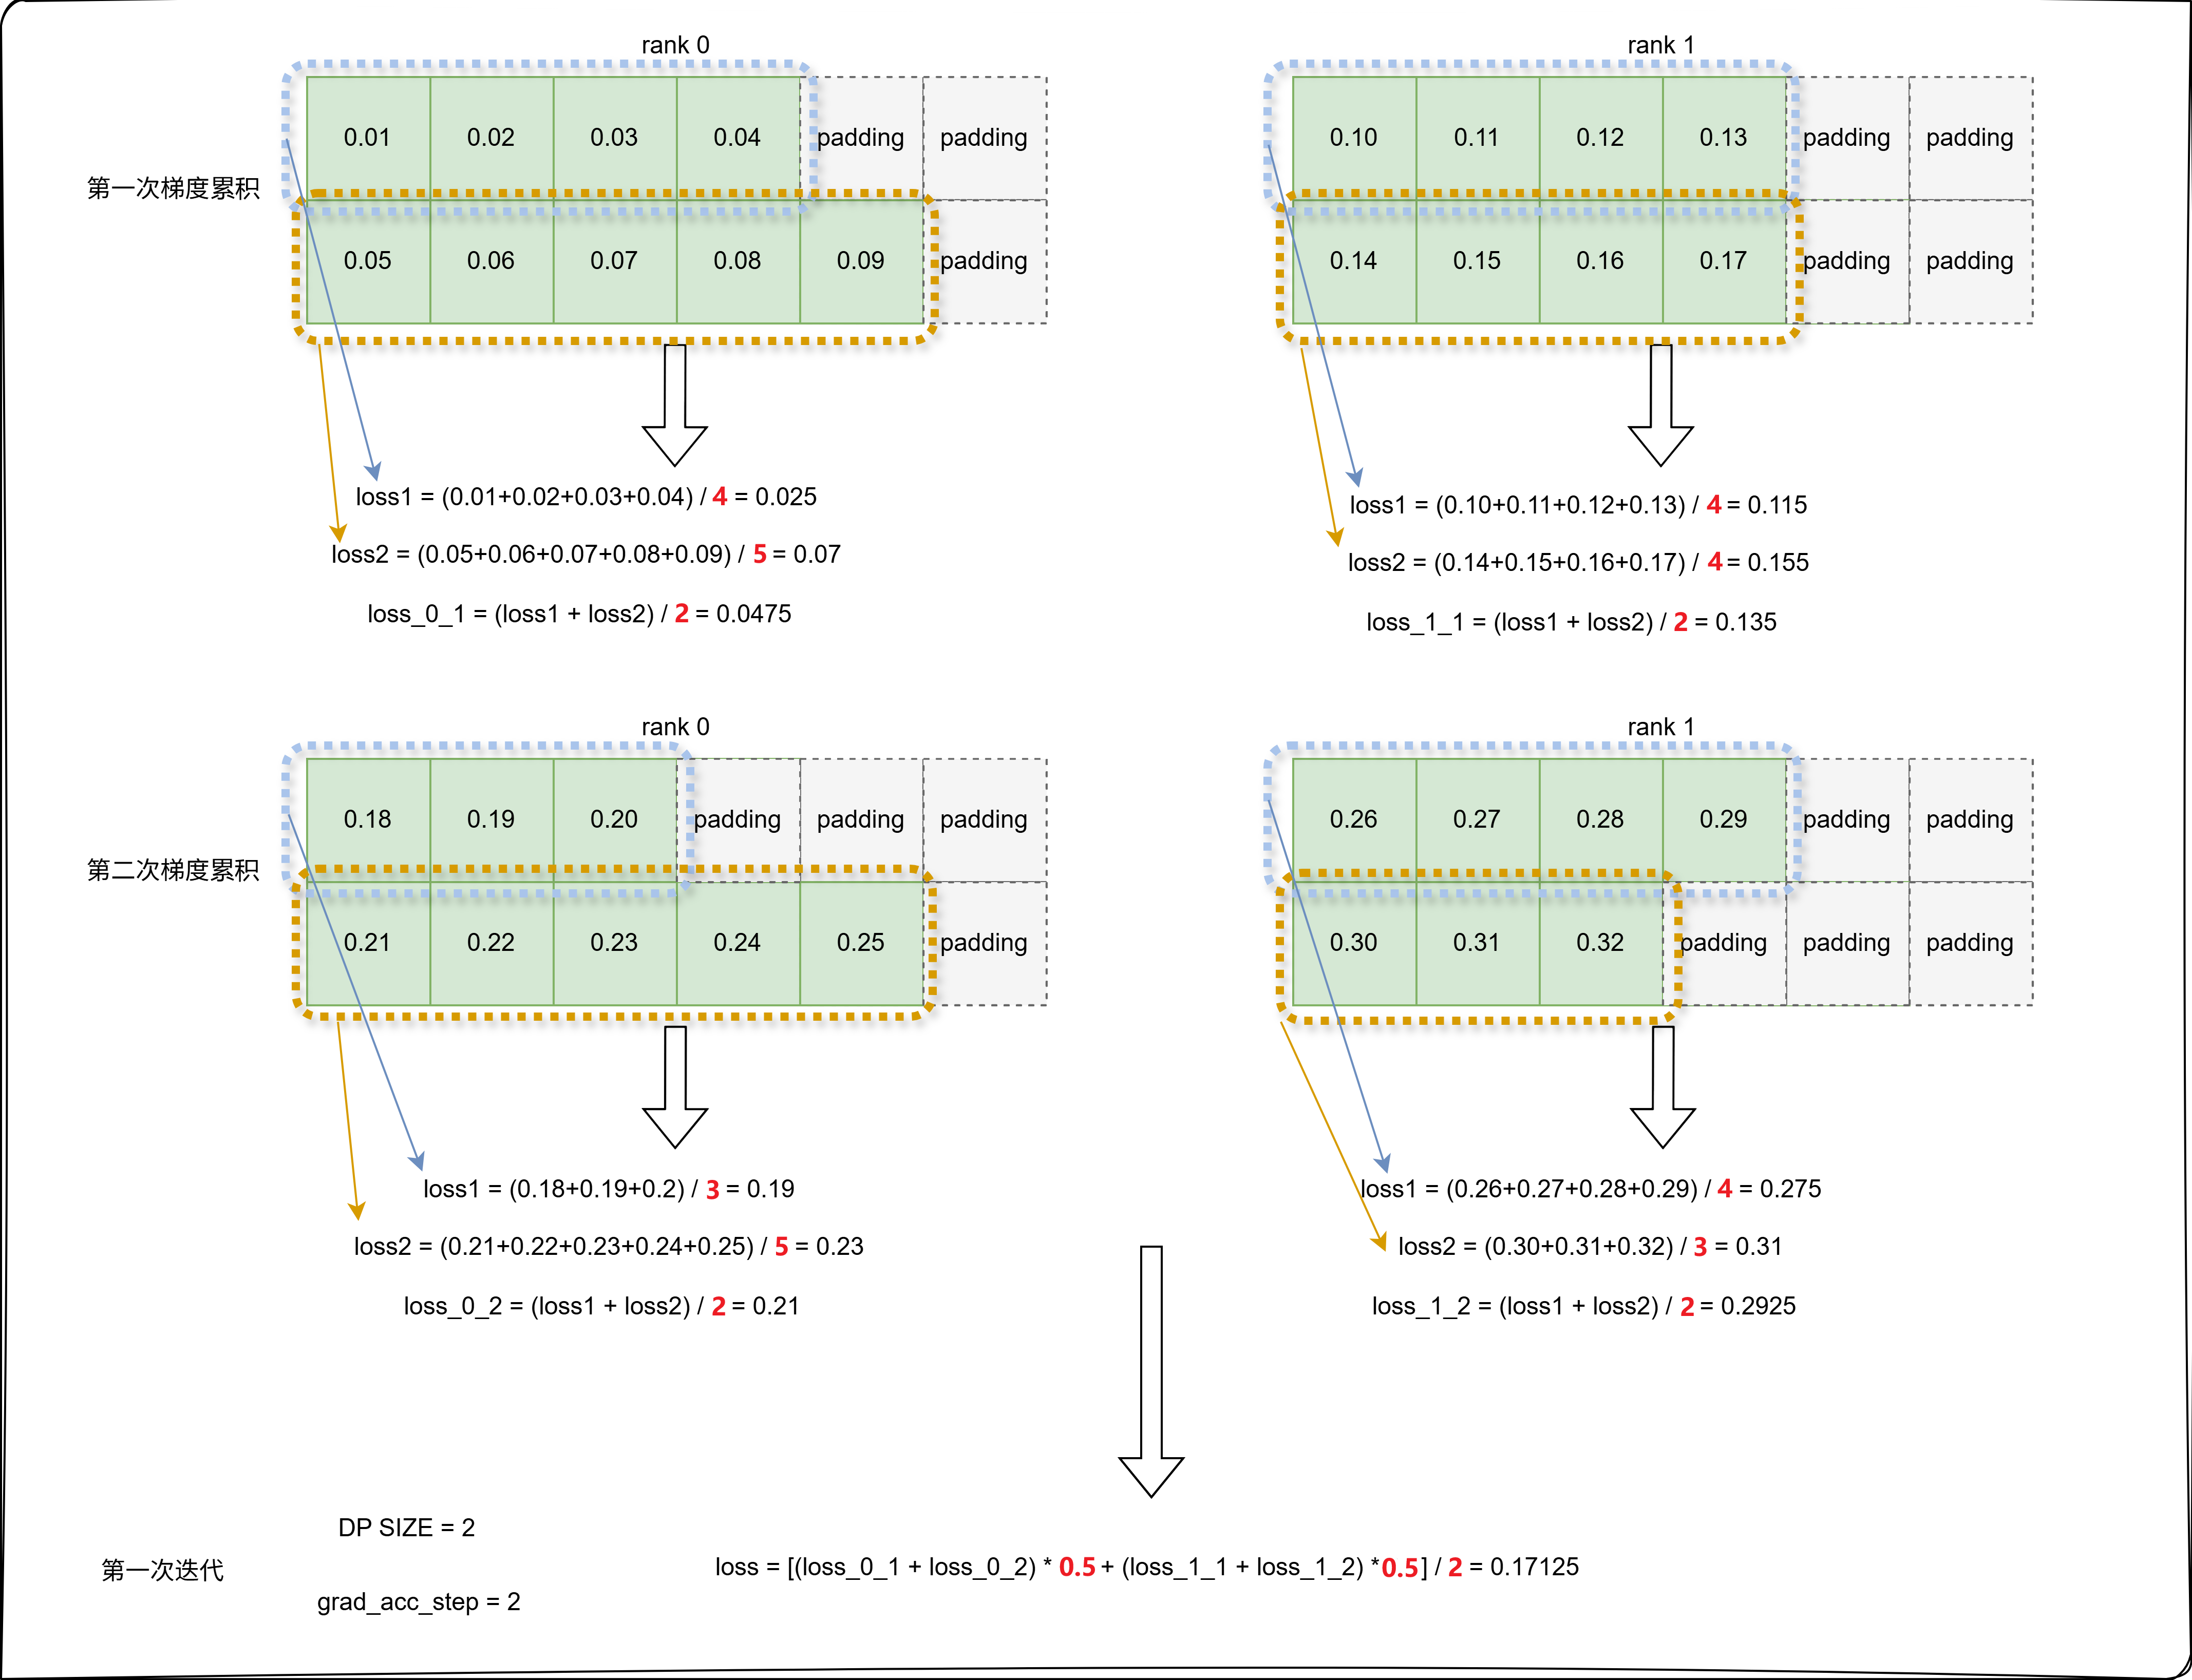 rank 0
rank 1
0.01 0.02 0.03 0.04 padding padding
0.10 0.11 0.12 0.13 padding padding
第一次梯度累积
0.05 0.06 0.07 0.08 0.09 padding
0.14 0.15 0.16 0.17 padding padding
loss1 = (0.01+0.02+0.03+0.04) / 4 = 0.025
loss2 = (0.05+0.06+0.07+0.08+0.09) / 5 = 0.07
loss_0_1 = (loss1 + loss2) / 2 = 0.0475
loss1 = (0.10+0.11+0.12+0.13) / 4 = 0.115
loss2 = (0.14+0.15+0.16+0.17) / 4 = 0.155
loss_1_1 = (loss1 + loss2) / 2 = 0.135
rank 0
rank 1
0.18 0.19 0.20 padding padding padding
0.26 0.27 0.28 0.29 padding padding
第二次梯度累积
0.21 0.22 0.23 0.24 0.25 padding
0.30 0.31 0.32 padding padding padding
loss1 = (0.18+0.19+0.2) / 3 = 0.19
loss2 = (0.21+0.22+0.23+0.24+0.25) / 5 = 0.23
loss_0_2 = (loss1 + loss2) / 2 = 0.21
loss1 = (0.26+0.27+0.28+0.29) / 4 = 0.275
loss2 = (0.30+0.31+0.32) / 3 = 0.31
loss_1_2 = (loss1 + loss2) / 2 = 0.2925
DP SIZE = 2
第一次迭代
grad_acc_step = 2
loss = [(loss_0_1 + loss_0_2) * 0.5 + (loss_1_1 + loss_1_2) *0.5] / 2 = 0.17125